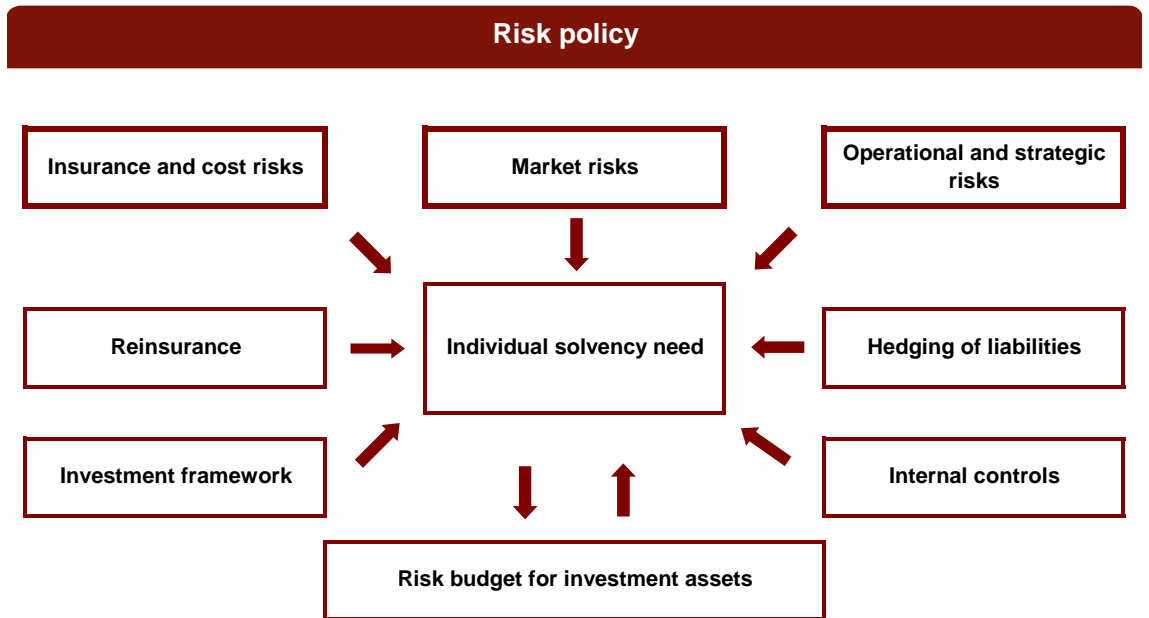 Risk policy
Insurance and cost risks
Market risks
Operational and strategic
risks
Reinsurance
Individual solvency need
Hedging of liabilities
Investment framework
Internal controls
Risk budget for investment assets